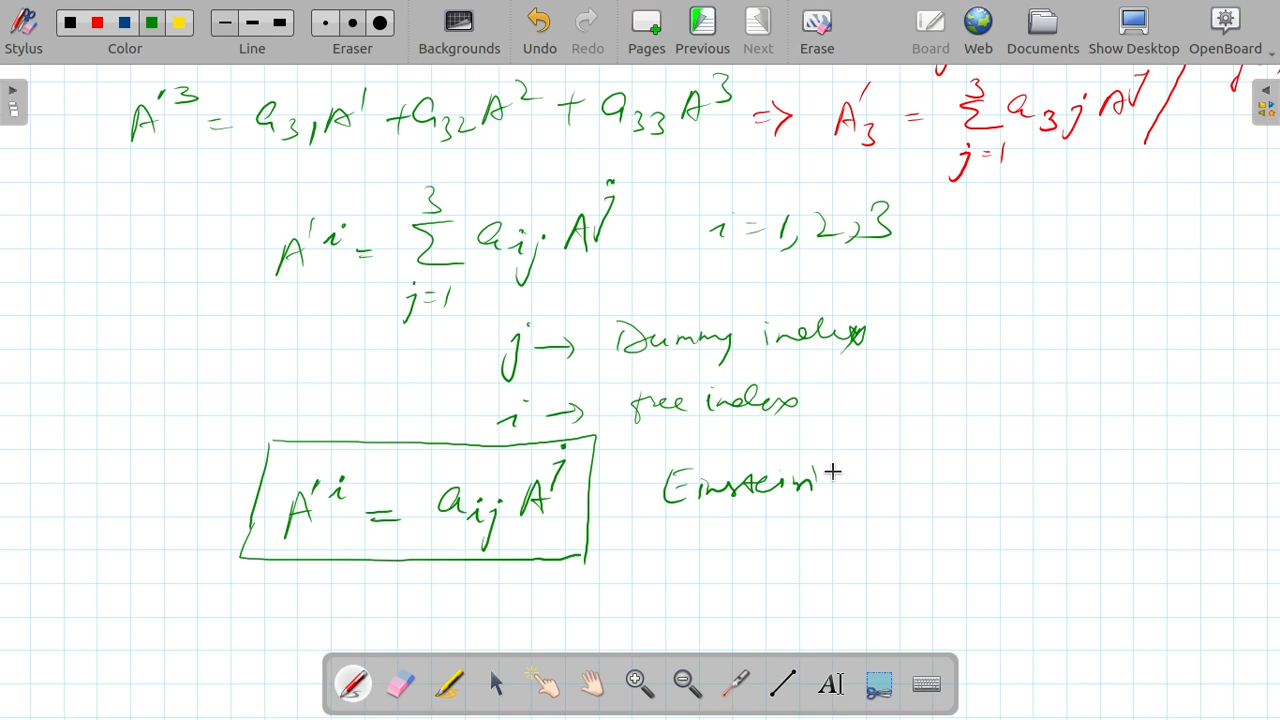 Stylus Color Line Eraser Backgrounds Undo Redo Pages Previous Next Erase Board Web Documents Show Desktop OpenBoard
A'³ = a₃₁A¹ + a₃₂A² + a₃₃A³ => A'₃ = ∑_{j=1}^{3} a₃j Aʲ /
A'ⁱ = ∑_{j=1}^{3} aᵢⱼ Aʲ i = 1, 2, 3
j → Dummy index
i → free index
A'ⁱ = aᵢⱼ Aʲ Einstein'